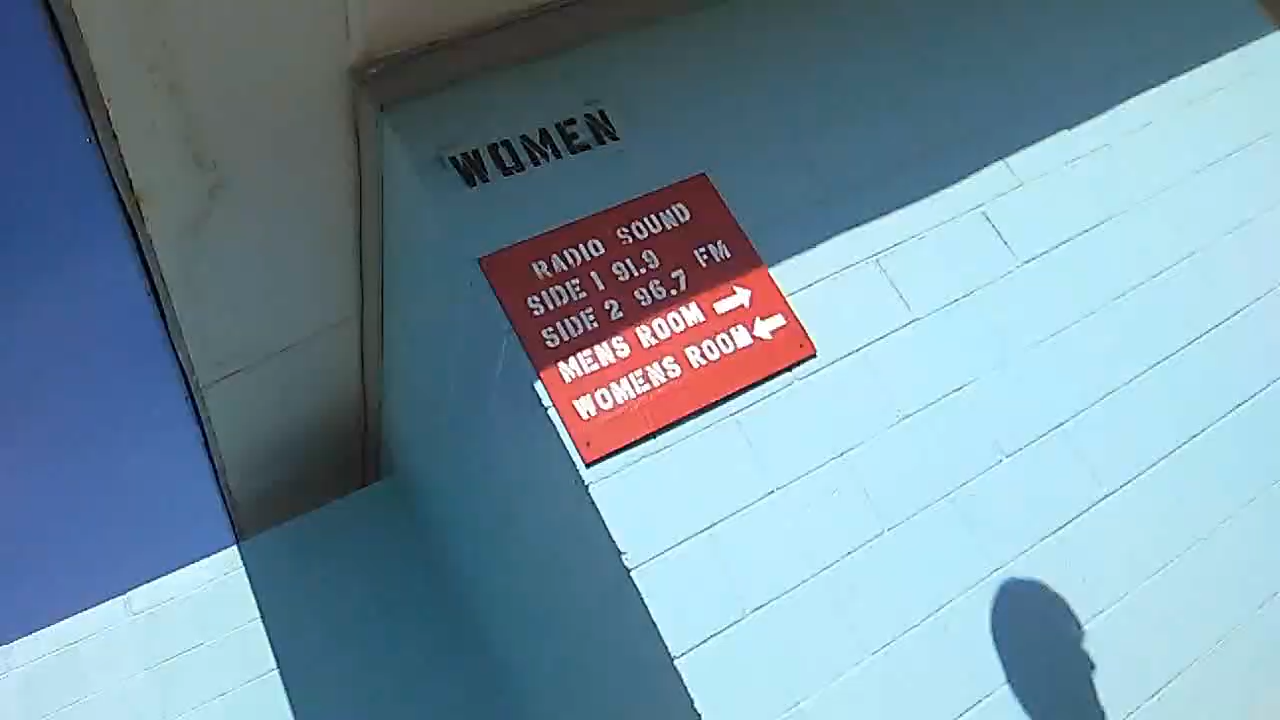 WOMEN
RADIO SOUND
SIDE 1 91.9
SIDE 2 96.7 FM
MENS ROOM →
WOMENS ROOM ←